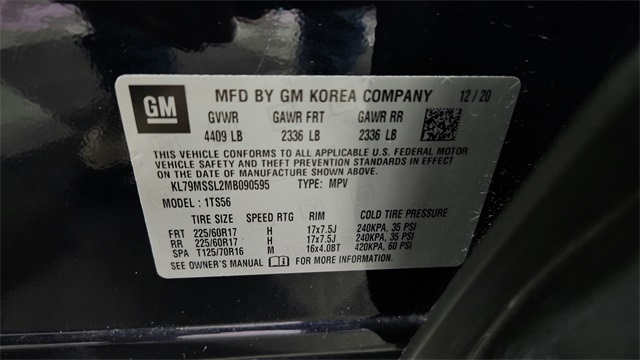 GM MFD BY GM KOREA COMPANY 12/20
GVWR GAWR FRT GAWR RR
4409 LB 2336 LB 2336 LB
THIS VEHICLE CONFORMS TO ALL APPLICABLE U.S. FEDERAL MOTOR
VEHICLE SAFETY AND THEFT PREVENTION STANDARDS IN EFFECT
ON THE DATE OF MANUFACTURE SHOWN ABOVE.
KL79MSSL2MB090595 TYPE: MPV
MODEL: 1TS56
TIRE SIZE SPEED RTG RIM COLD TIRE PRESSURE
FRT 225/60R17 H 17x7.5J 240KPA, 35 PSI
RR 225/60R17 H 17x7.5J 240KPA, 35 PSI
SPA T125/70R16 M 16x4.0BT 420KPA, 60 PSI
SEE OWNER'S MANUAL FOR MORE INFORMATION